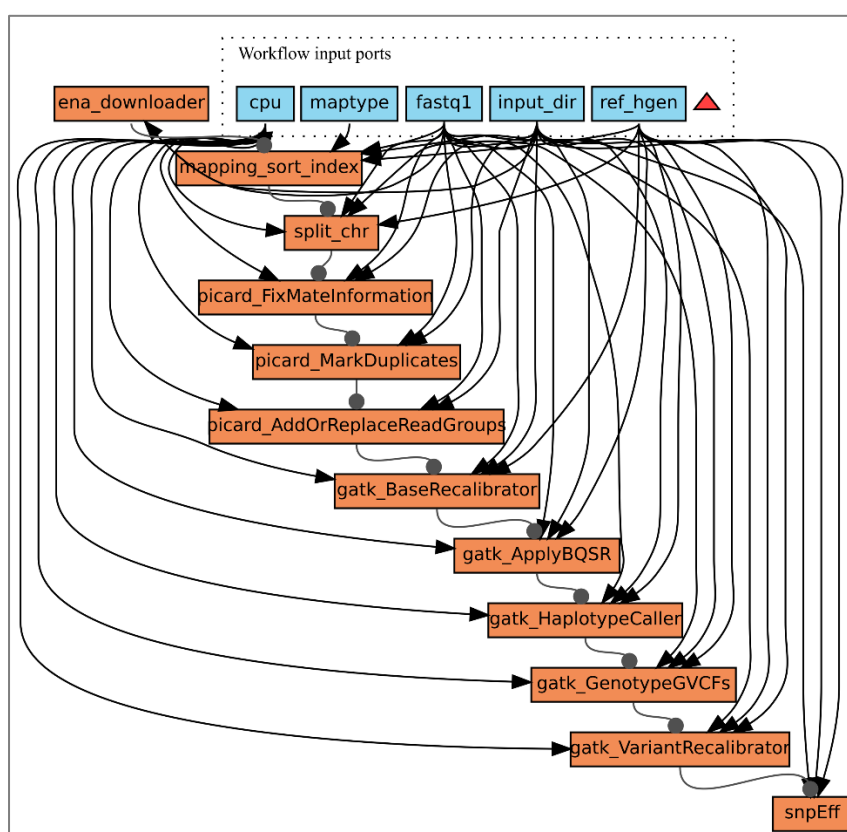 Workflow input ports
ena_downloader
cpu
maptype
fastq1
input_dir
ref_hgen
mapping_sort_index
split_chr
picard_FixMateInformation
picard_MarkDuplicates
picard_AddOrReplaceReadGroups
gatk_BaseRecalibrator
gatk_ApplyBQSR
gatk_HaplotypeCaller
gatk_GenotypeGVCFs
gatk_VariantRecalibrator
snpEff